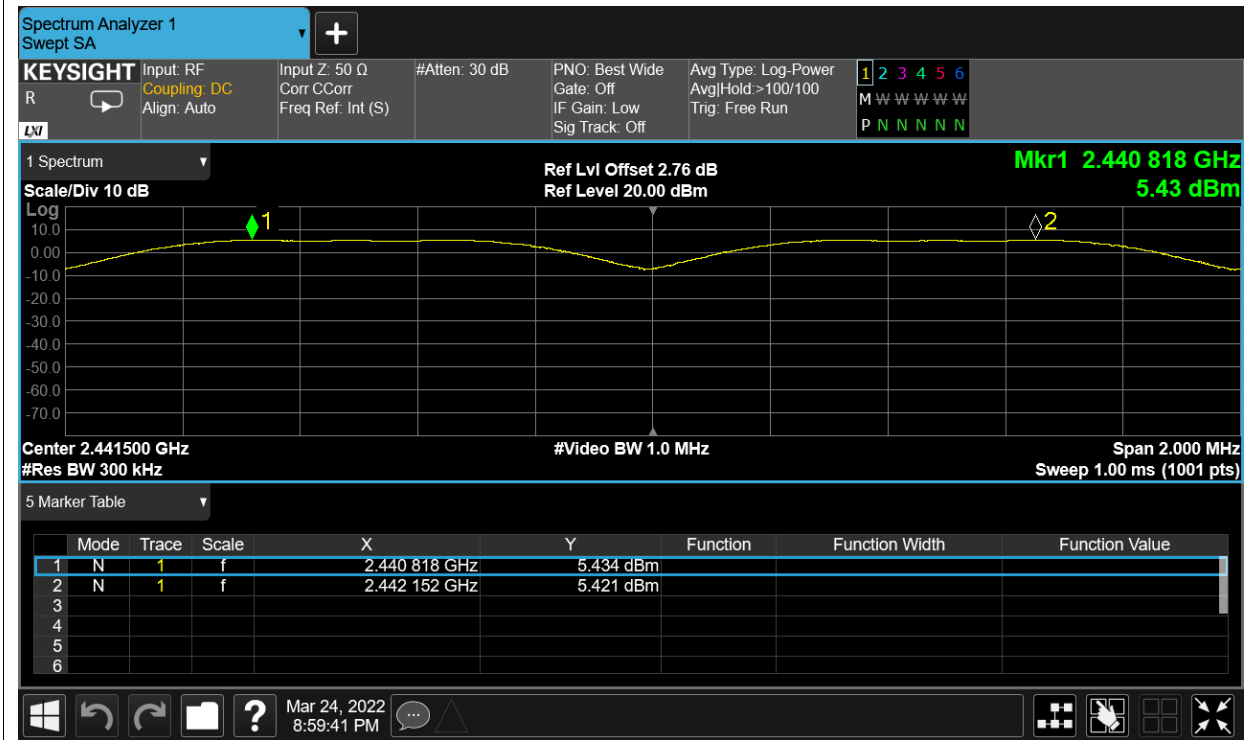 Spectrum Analyzer 1
Swept SA
+
KEYSIGHT
R
LXI
Input: RF
Coupling: DC
Align: Auto
Input Z: 50 Ω
Corr CCorr
Freq Ref: Int (S)
#Atten: 30 dB
PNO: Best Wide
Gate: Off
IF Gain: Low
Sig Track: Off
Avg Type: Log-Power
Avg|Hold:>100/100
Trig: Free Run
1 2 3 4 5 6
M W W W W W
P N N N N N
1 Spectrum
Scale/Div 10 dB
Ref Lvl Offset 2.76 dB
Ref Level 20.00 dBm
Mkr1 2.440 818 GHz
5.43 dBm
Log
10.0
0.00
-10.0
-20.0
-30.0
-40.0
-50.0
-60.0
-70.0
1
2
Center 2.441500 GHz
#Res BW 300 kHz
#Video BW 1.0 MHz
Span 2.000 MHz
Sweep 1.00 ms (1001 pts)
5 Marker Table
Mode Trace Scale X Y Function Function Width Function Value
1 N 1 f 2.440 818 GHz 5.434 dBm
2 N 1 f 2.442 152 GHz 5.421 dBm
3
4
5
6
?
Mar 24, 2022
8:59:41 PM